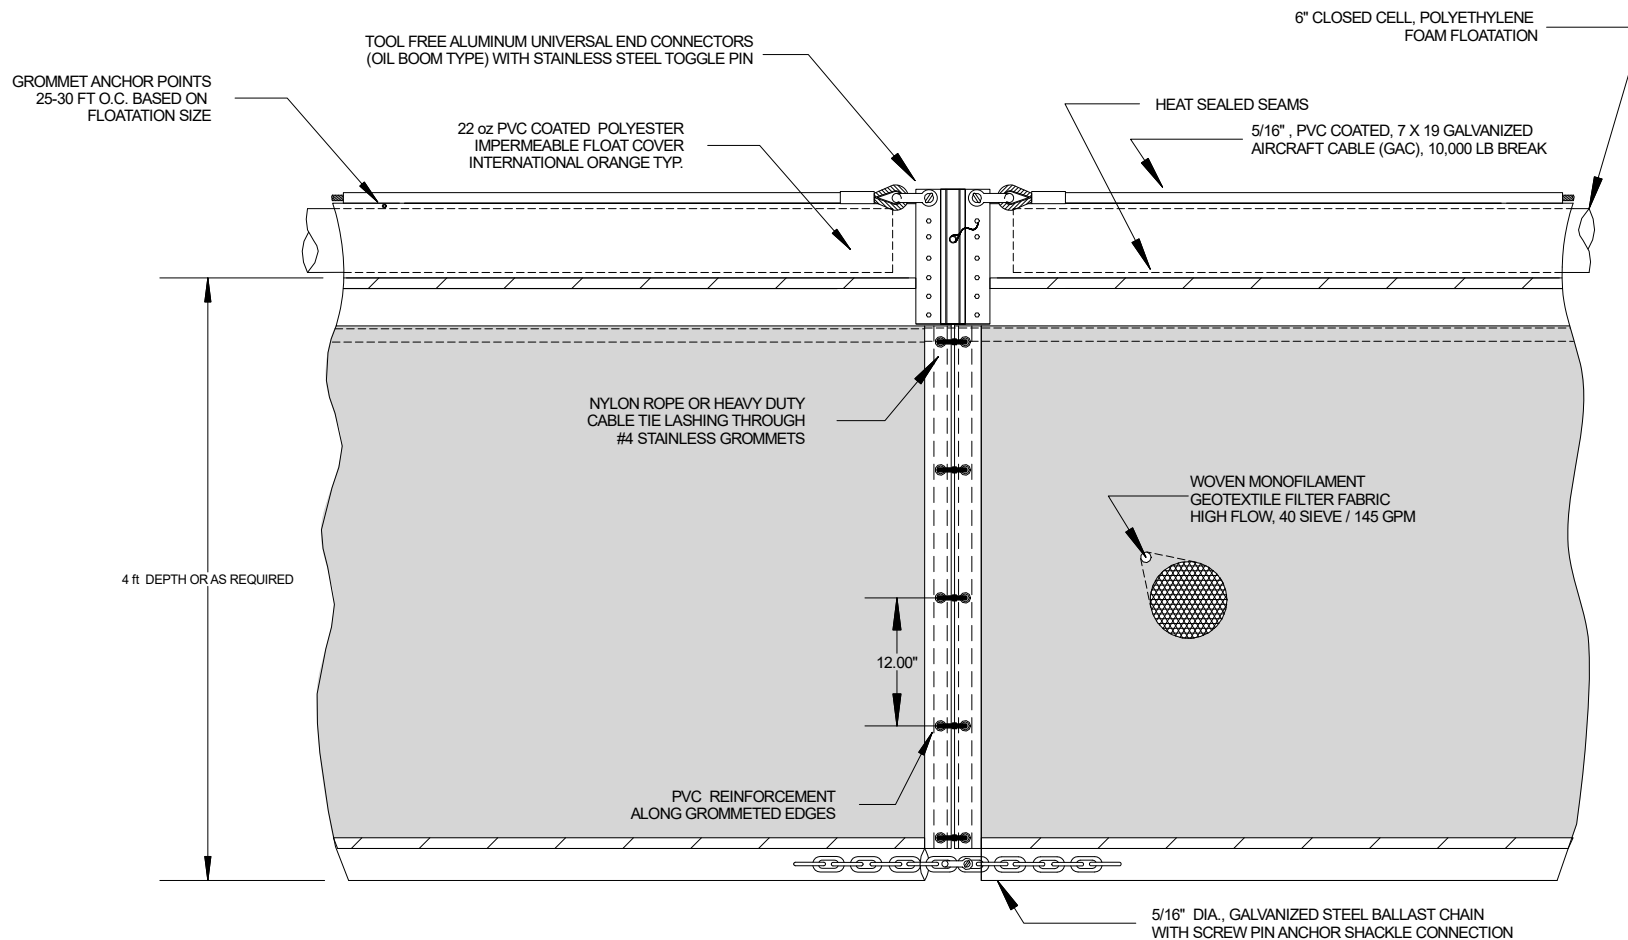 6" CLOSED CELL, POLYETHYLENE
FOAM FLOATATION
TOOL FREE ALUMINUM UNIVERSAL END CONNECTORS
(OIL BOOM TYPE) WITH STAINLESS STEEL TOGGLE PIN
GROMMET ANCHOR POINTS
25-30 FT O.C. BASED ON
FLOATATION SIZE
HEAT SEALED SEAMS
22 oz PVC COATED POLYESTER
IMPERMEABLE FLOAT COVER
INTERNATIONAL ORANGE TYP.
5/16" , PVC COATED, 7 X 19 GALVANIZED
AIRCRAFT CABLE (GAC), 10,000 LB BREAK
NYLON ROPE OR HEAVY DUTY
CABLE TIE LASHING THROUGH
#4 STAINLESS GROMMETS
WOVEN MONOFILAMENT
GEOTEXTILE FILTER FABRIC
HIGH FLOW, 40 SIEVE / 145 GPM
4 ft DEPTH OR AS REQUIRED
12.00"
PVC REINFORCEMENT
ALONG GROMMETED EDGES
5/16" DIA., GALVANIZED STEEL BALLAST CHAIN
WITH SCREW PIN ANCHOR SHACKLE CONNECTION